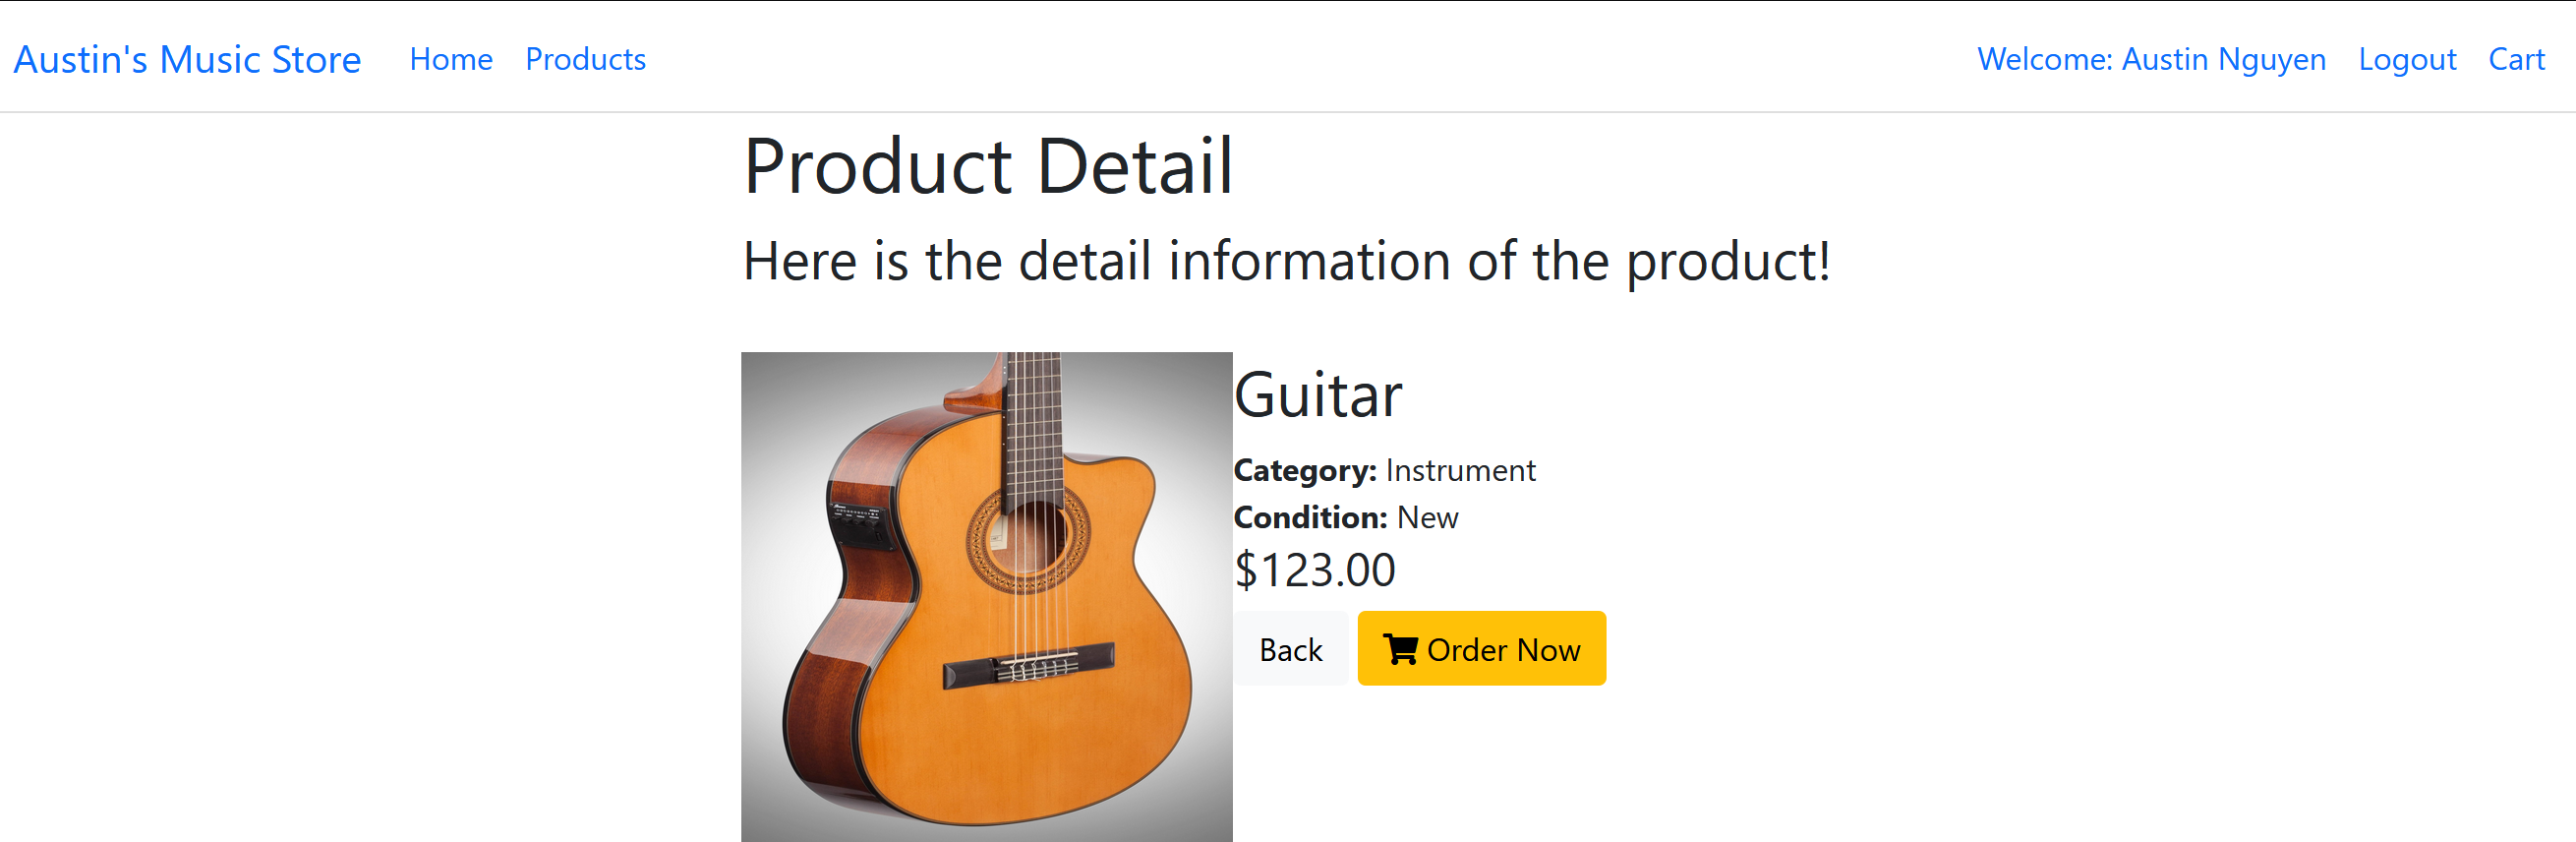 Austin's Music Store Home Products Welcome: Austin Nguyen Logout Cart
Product Detail
Here is the detail information of the product!
Guitar
Category: Instrument
Condition: New
$123.00
Back Order Now